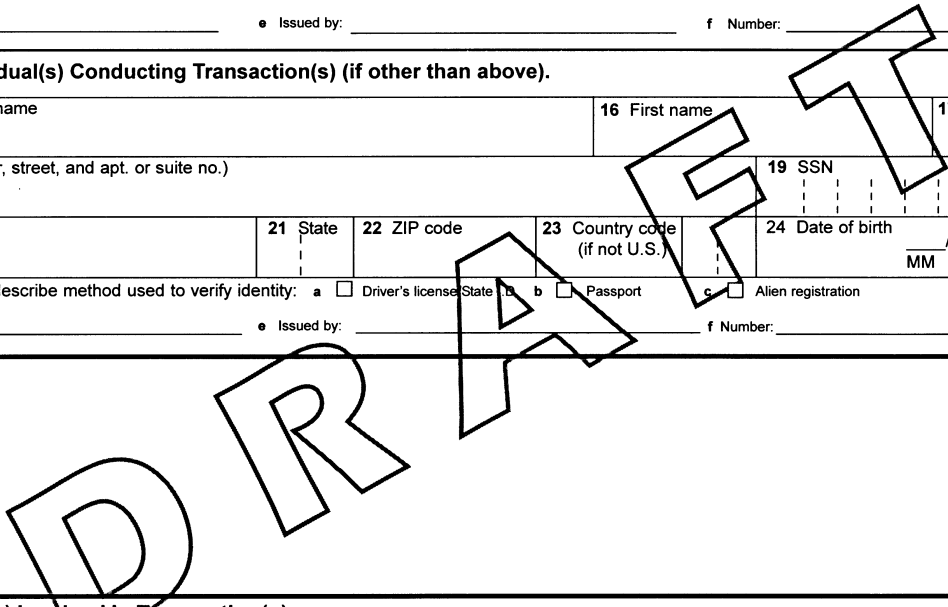 e Issued by: f Number:
dual(s) Conducting Transaction(s) (if other than above).
name 16 First name 1
, street, and apt. or suite no.) 19 SSN
21 State 22 ZIP code 23 Country code (if not U.S.) 24 Date of birth
MM /
escribe method used to verify identity: a Driver's license/State I.D. b Passport c Alien registration
e Issued by: f Number:
DRAFT